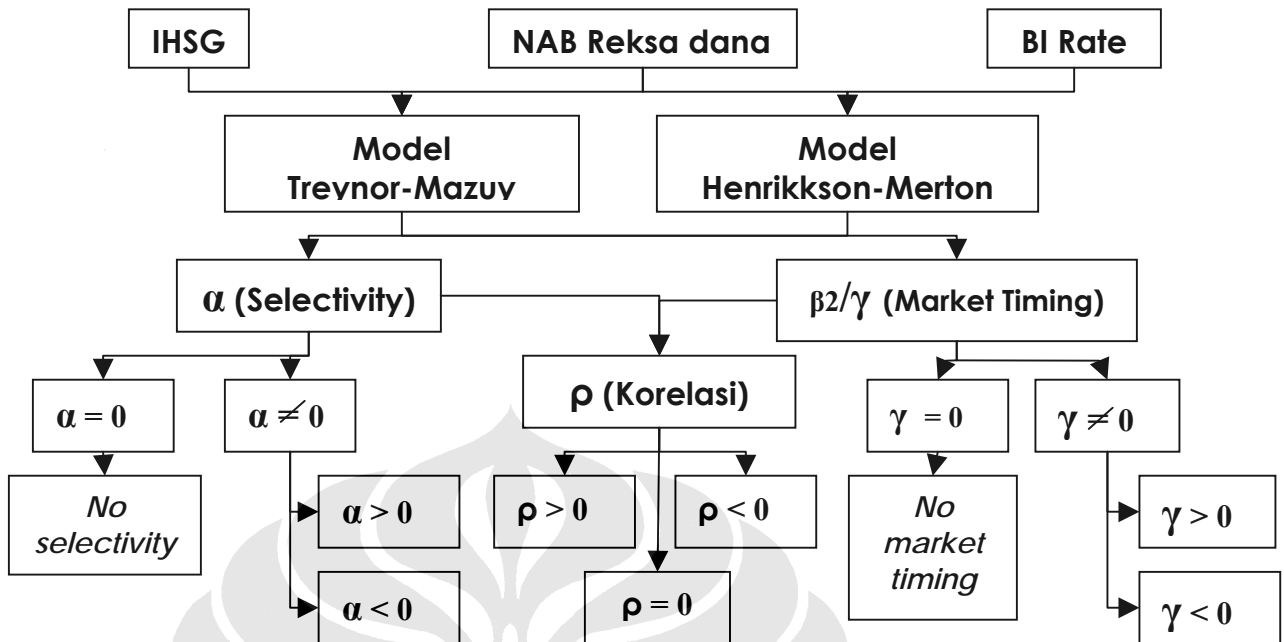 IHSG
NAB Reksa dana
BI Rate
Model
Treynor-Mazuy
Model
Henrikkson-Merton
α (Selectivity)
β2/γ (Market Timing)
ρ (Korelasi)
α = 0
α ≠ 0
γ = 0
γ ≠ 0
No
selectivity
α > 0
ρ > 0
ρ < 0
No
market
timing
γ > 0
α < 0
ρ = 0
γ < 0